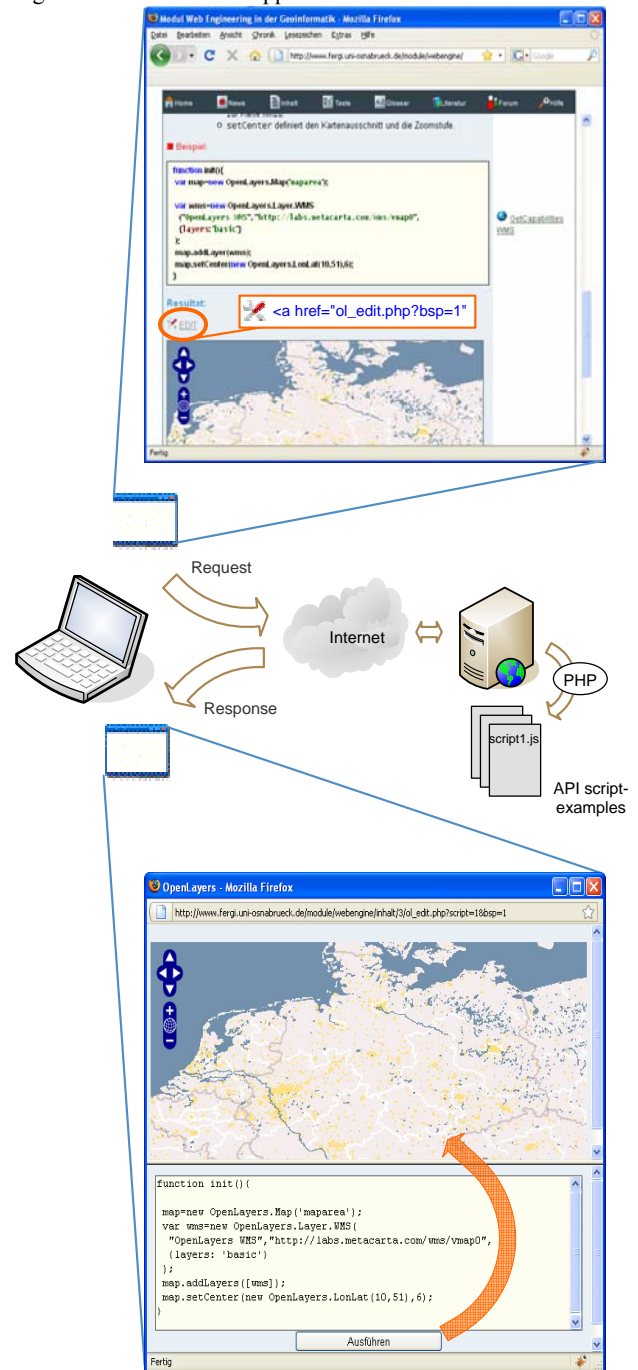 Modul Web Engineering in der Geoinformatik - Mozilla Firefox
Datei Bearbeiten Ansicht Chronik Lesezeichen Extras Hilfe
http://www.fergi.uni-osnabrueck.de/module/webengine/
Google
Home News Inhalt Tests Glossar Literatur Forum Hilfe
setCenter definiert den Kartenausschnitt und die Zoomstufe.
Beispiel:
function init(){
var map=new OpenLayers.Map('maparea');
var wms=new OpenLayers.Layer.WMS
("OpenLayers WMS","http://labs.metacarta.com/wms/vmap0",
{layers:'basic'}
);
map.addLayer(wms);
map.setCenter(new OpenLayers.LonLat(10,51),6);
}
GetCapabilities
WMS
Resultat:
EDIT
<a href="ol_edit.php?bsp=1"
Fertig
Request
Internet
Response
PHP
script1.js
API script-
examples
OpenLayers - Mozilla Firefox
http://www.fergi.uni-osnabrueck.de/module/webengine/inhalt/3/ol_edit.php?script=1&bsp=1
function init(){
map=new OpenLayers.Map('maparea');
var wms=new OpenLayers.Layer.WMS(
"OpenLayers WMS","http://labs.metacarta.com/wms/vmap0",
{layers: 'basic'}
);
map.addLayers([wms]);
map.setCenter(new OpenLayers.LonLat(10,51),6);
}
Ausführen
Fertig